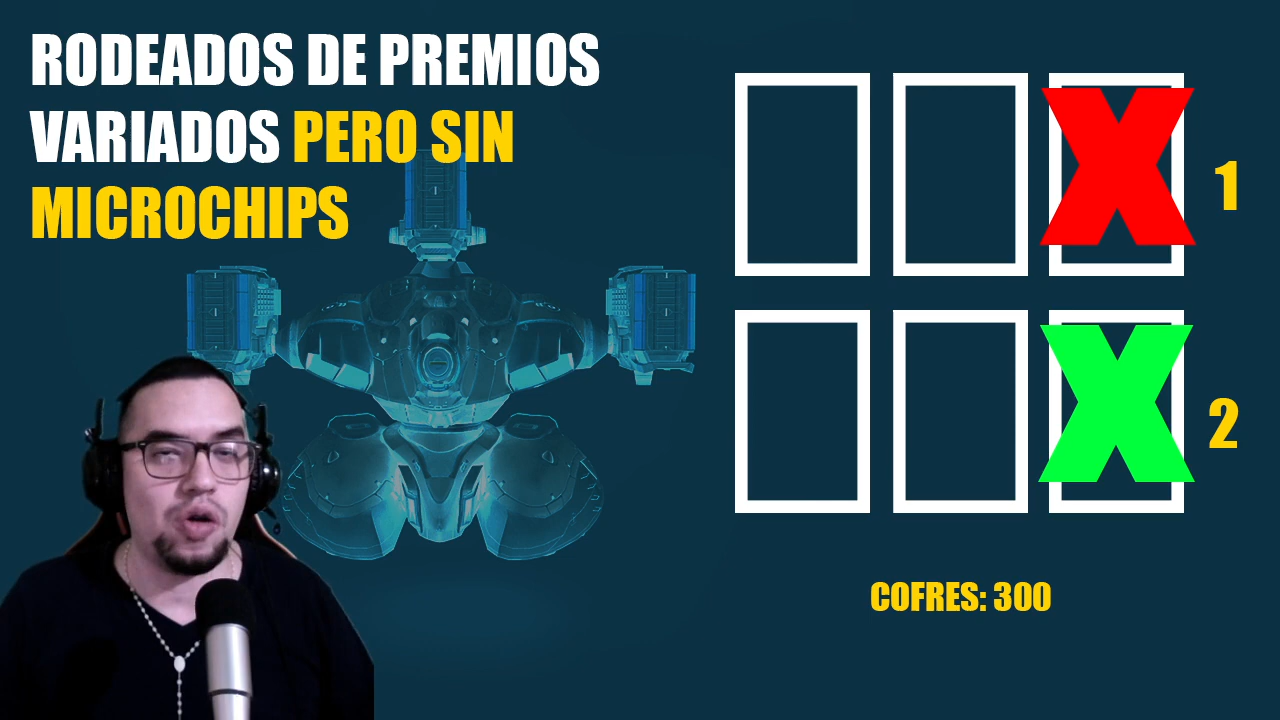 RODEADOS DE PREMIOS
VARIADOS PERO SIN
MICROCHIPS
X
1
X
2
COFRES: 300